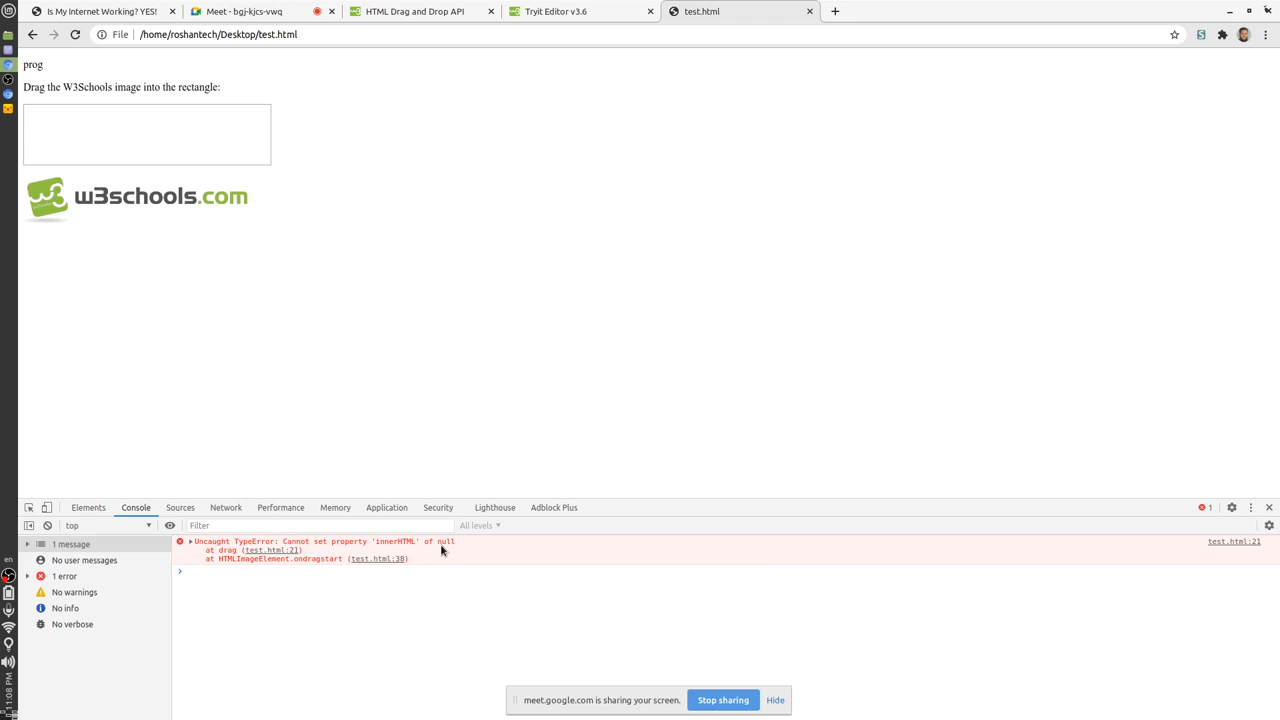 Is My Internet Working? YES!
Meet - bgj-kjcs-vwq
HTML Drag and Drop API
Tryit Editor v3.6
test.html
File
/home/roshantech/Desktop/test.html
prog
Drag the W3Schools image into the rectangle:
w3schools.com
Elements
Console
Sources
Network
Performance
Memory
Application
Security
Lighthouse
Adblock Plus
1
top
Filter
All levels
1 message
No user messages
1 error
No warnings
No info
No verbose
Uncaught TypeError: Cannot set property 'innerHTML' of null
test.html:21
at drag (test.html:21)
at HTMLImageElement.ondragstart (test.html:38)
en
11:08 PM
meet.google.com is sharing your screen.
Stop sharing
Hide